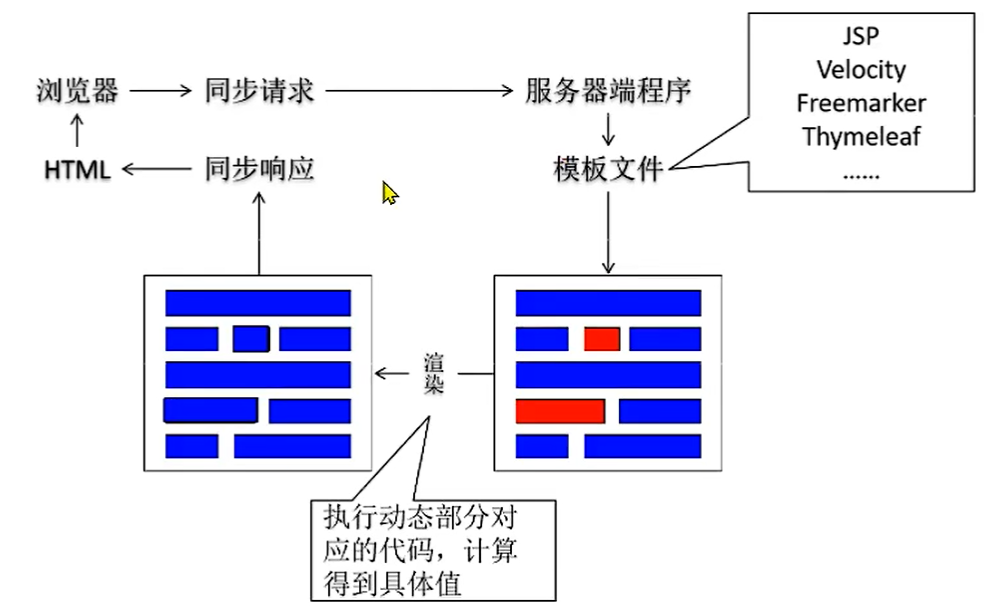 浏览器
同步请求
服务器端程序
JSP
Velocity
Freemarker
Thymeleaf
......
HTML
同步响应
模板文件
渲
染
执行动态部分对
应的代码，计算
得到具体值